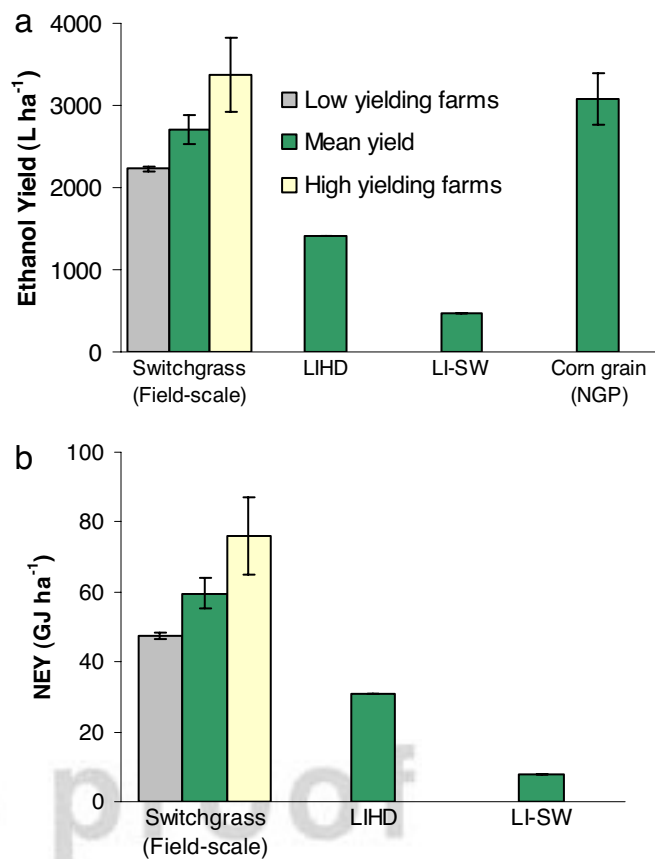 a
4000
3000
2000
1000
0
Ethanol Yield (L ha⁻¹)
Low yielding farms
Mean yield
High yielding farms
Switchgrass
(Field-scale)
LIHD
LI-SW
Corn grain
(NGP)
b
100
80
60
40
20
0
NEY (GJ ha⁻¹)
proof
Switchgrass
(Field-scale)
LIHD
LI-SW